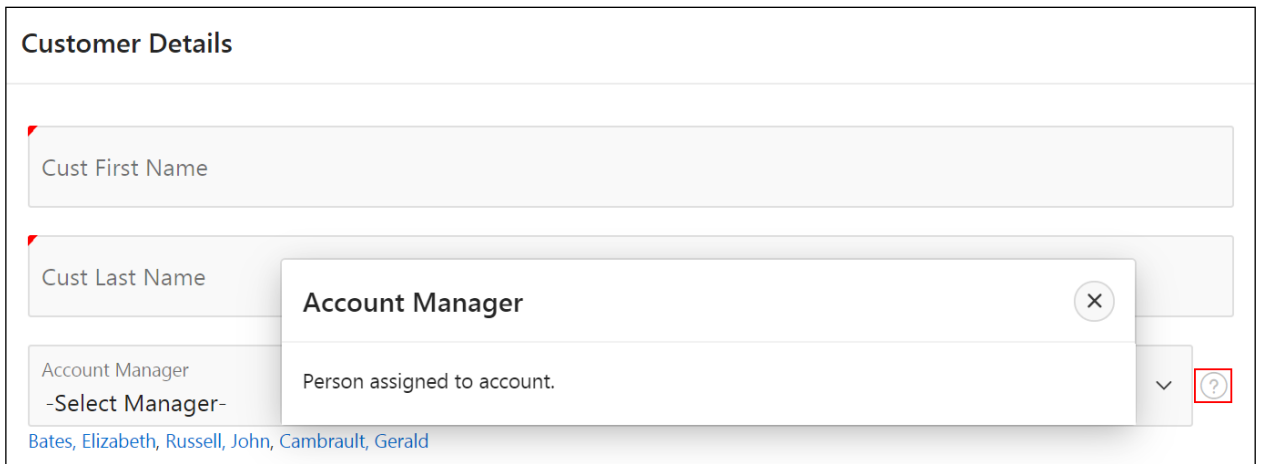 Customer Details
Cust First Name
Cust Last Name
Account Manager
Person assigned to account.
Account Manager
-Select Manager-
Bates, Elizabeth, Russell, John, Cambrault, Gerald